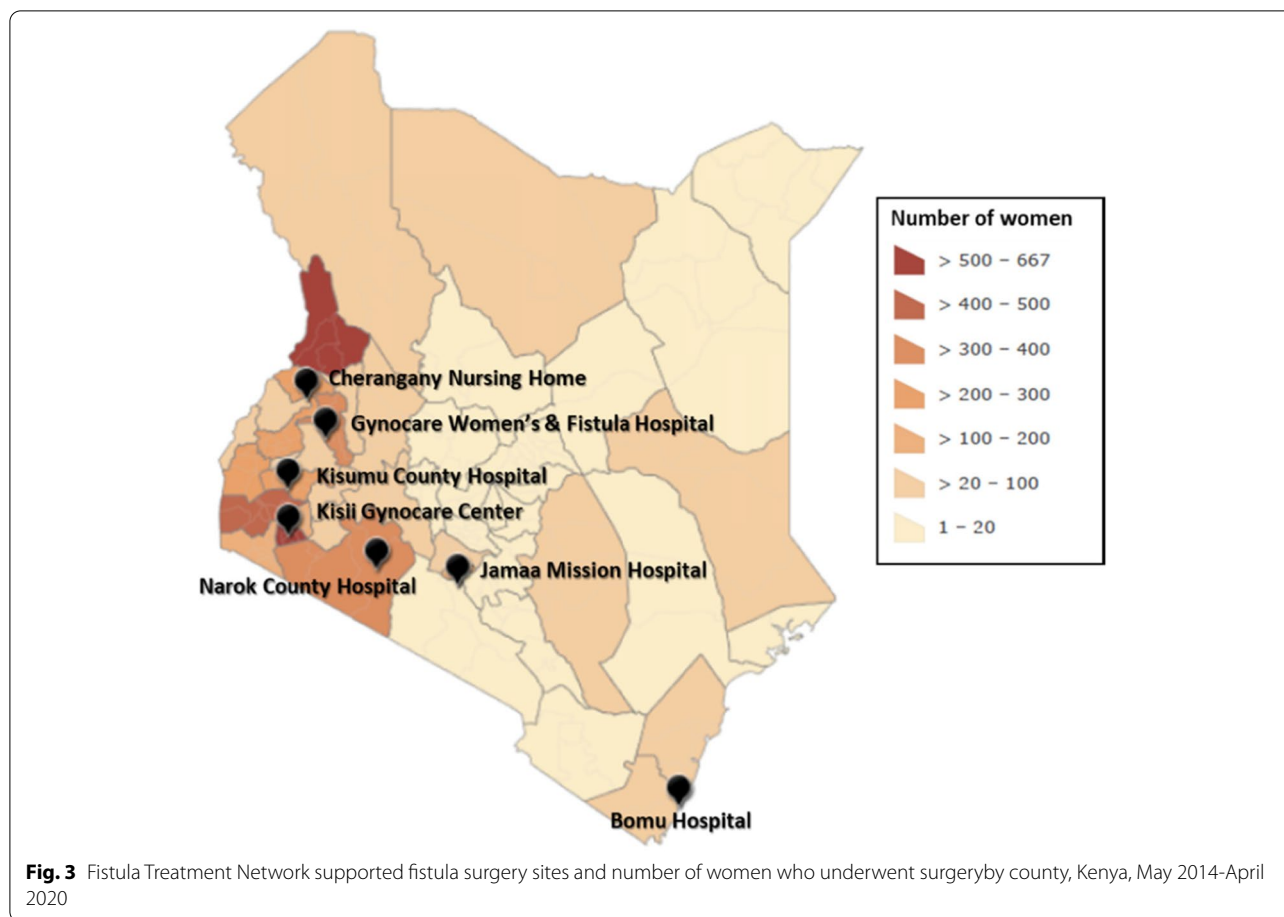 Number of women
> 500 – 667
> 400 – 500
> 300 – 400
> 200 – 300
> 100 – 200
> 20 – 100
1 – 20
Cherangany Nursing Home
Gynocare Women's & Fistula Hospital
Kisumu County Hospital
Kisii Gynocare Center
Narok County Hospital
Jamaa Mission Hospital
Bomu Hospital
Fig. 3 Fistula Treatment Network supported fistula surgery sites and number of women who underwent surgeryby county, Kenya, May 2014-April
2020